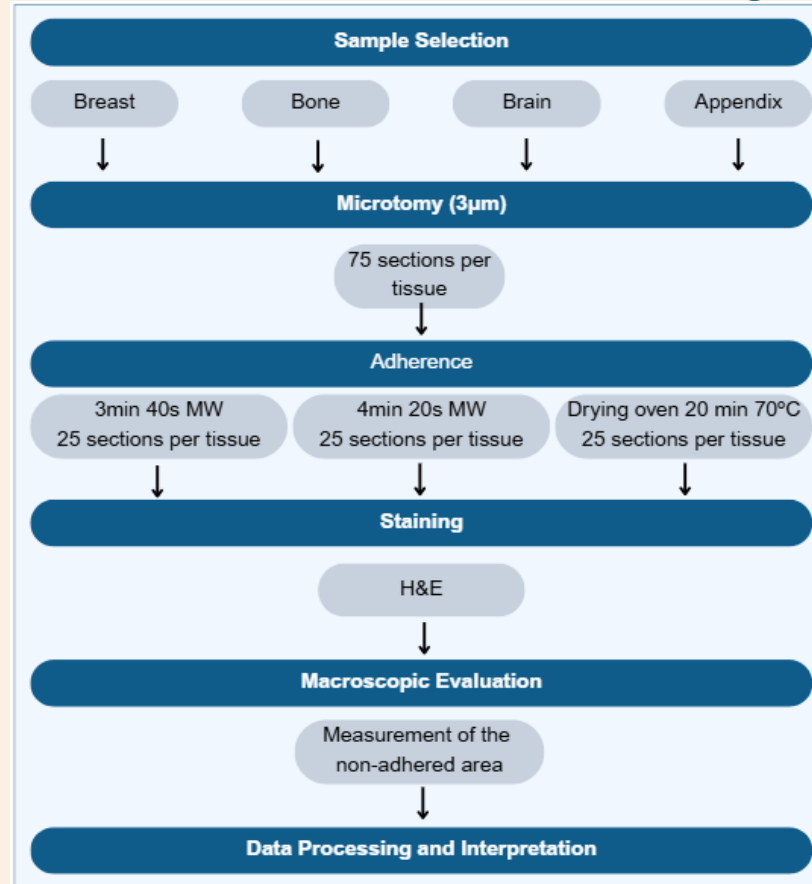 Sample Selection
Breast
Bone
Brain
Appendix
Microtomy (3µm)
75 sections per
tissue
Adherence
3min 40s MW
25 sections per tissue
4min 20s MW
25 sections per tissue
Drying oven 20 min 70ºC
25 sections per tissue
Staining
H&E
Macroscopic Evaluation
Measurement of the
non-adhered area
Data Processing and Interpretation